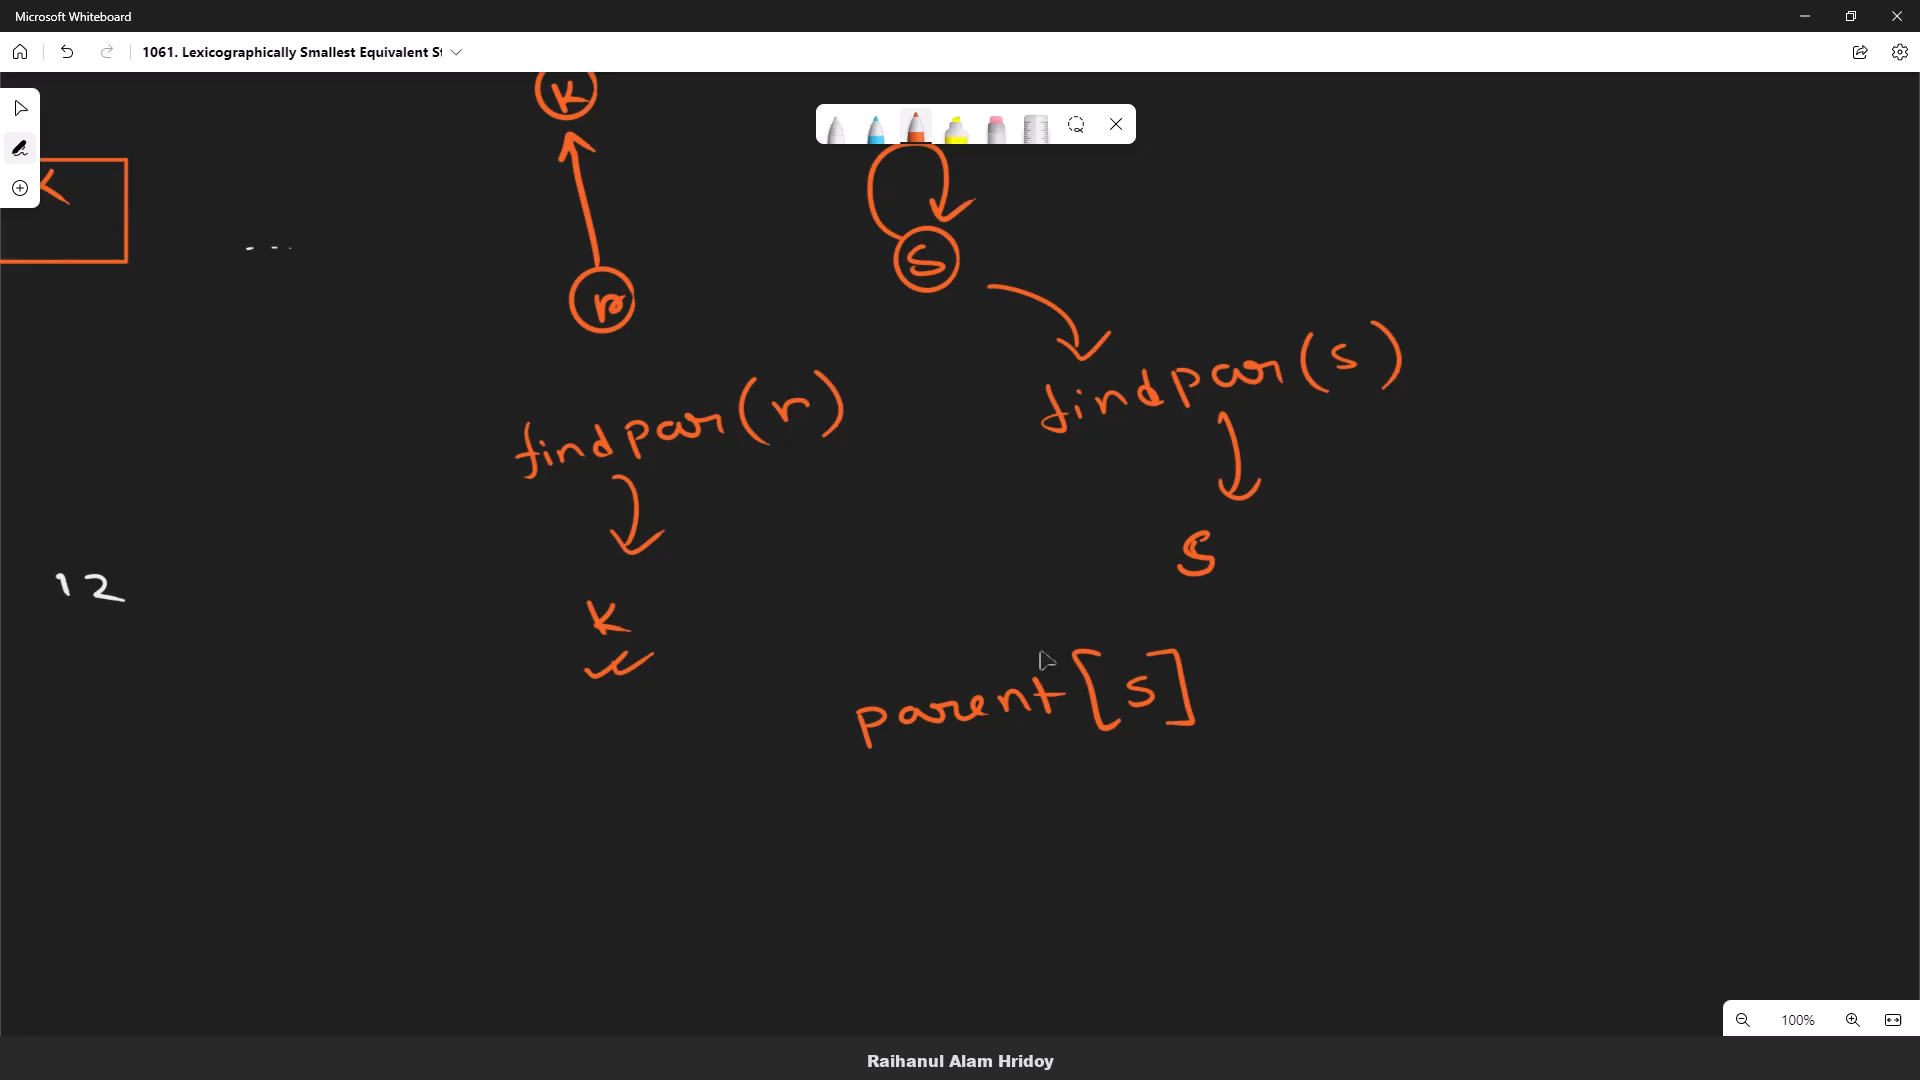 Microsoft Whiteboard
1061. Lexicographically Smallest Equivalent St
k
k
...
s
r
findpar(s)
findpar(r)
s
12
k
parent[s]
100%
Raihanul Alam Hridoy